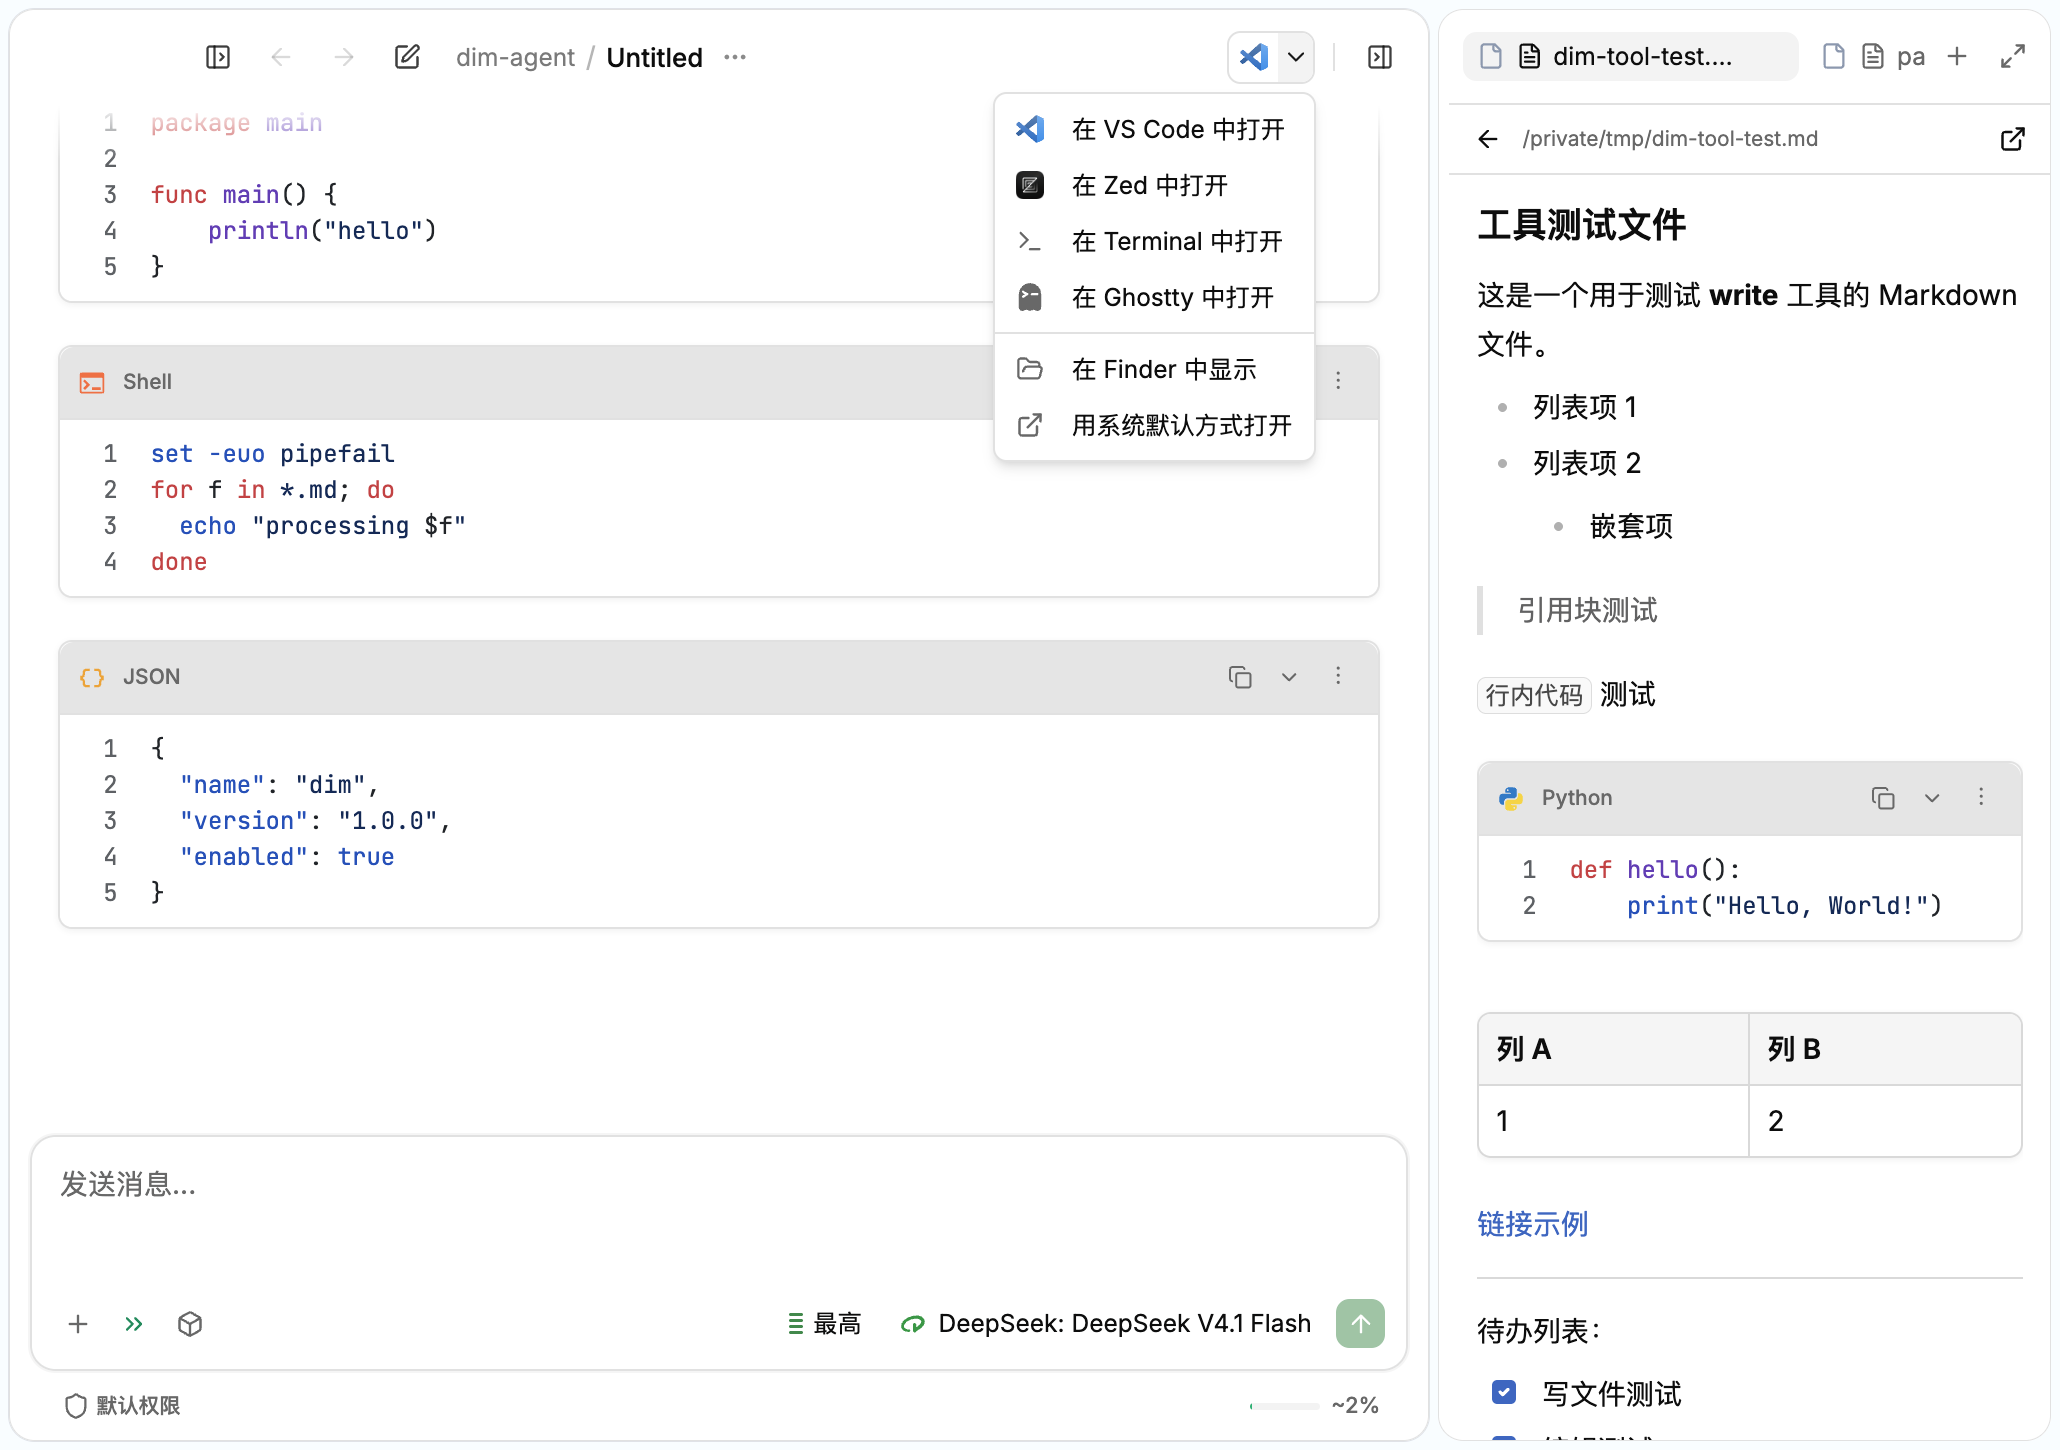 dim-agent / Untitled
1 package main
2
3 func main() {
4     println("hello")
5 }
Shell
1 set -euo pipefail
2 for f in *.md; do
3   echo "processing $f"
4 done
JSON
1 {
2   "name": "dim",
3   "version": "1.0.0",
4   "enabled": true
5 }
在 VS Code 中打开
在 Zed 中打开
在 Terminal 中打开
在 Ghostty 中打开
在 Finder 中显示
用系统默认方式打开
发送消息...
最高 DeepSeek: DeepSeek V4.1 Flash
默认权限 ~2%
dim-tool-test.... pa
/private/tmp/dim-tool-test.md
工具测试文件
这是一个用于测试 write 工具的 Markdown
文件。
列表项 1
列表项 2
嵌套项
引用块测试
行内代码 测试
Python
1 def hello():
2     print("Hello, World!")
列 A 列 B
1 2
链接示例
待办列表：
写文件测试